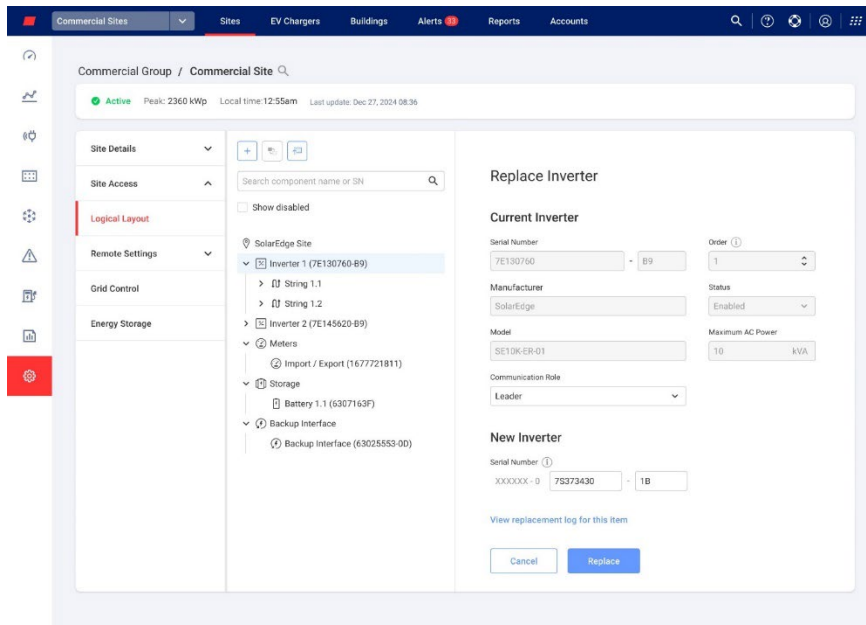 Commercial Sites
Sites
EV Chargers
Buildings
Alerts 33
Reports
Accounts
Commercial Group / Commercial Site
Active Peak: 2360 kWp Local time:12:55am Last update: Dec 27, 2024 08:36
Site Details
Site Access
Logical Layout
Remote Settings
Grid Control
Energy Storage
+
Search component name or SN
Show disabled
SolarEdge Site
Inverter 1 (7E130760-B9)
String 1.1
String 1.2
Inverter 2 (7E145620-B9)
Meters
Import / Export (1677721811)
Storage
Battery 1.1 (6307163F)
Backup Interface
Backup Interface (63025553-0D)
Replace Inverter
Current Inverter
Serial Number
7E130760 - B9
Order
1
Manufacturer
SolarEdge
Status
Enabled
Model
SE10K-ER-01
Maximum AC Power
10 kVA
Communication Role
Leader
New Inverter
Serial Number
XXXXXX - 0 7S373430 - 1B
View replacement log for this item
Cancel
Replace